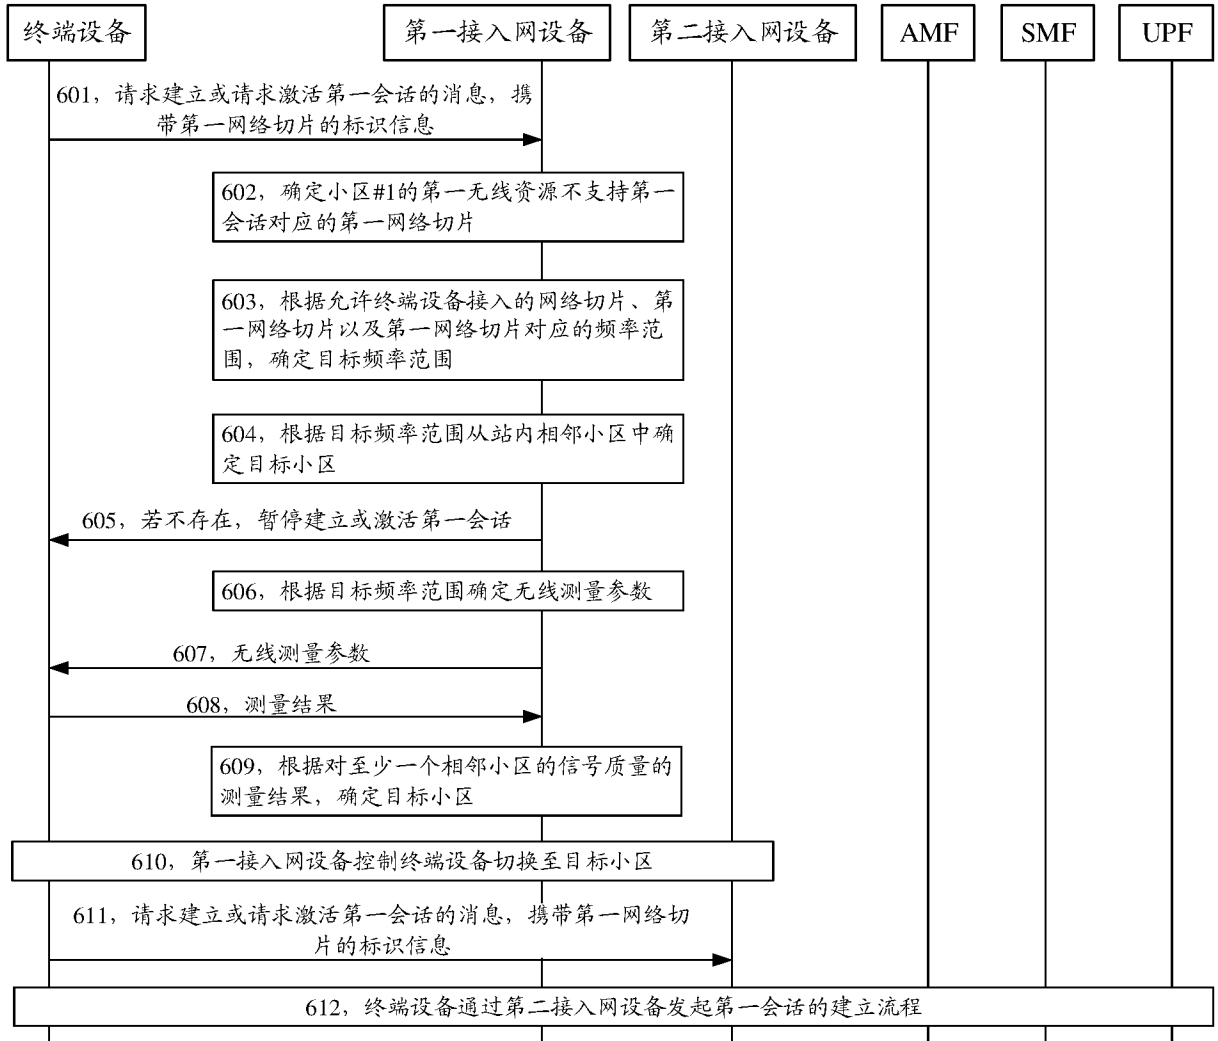 终端设备
第一接入网设备
第二接入网设备
AMF
SMF
UPF
601，请求建立或请求激活第一会话的消息，携
带第一网络切片的标识信息
602，确定小区#1的第一无线资源不支持第一
会话对应的第一网络切片
603，根据允许终端设备接入的网络切片、第
一网络切片以及第一网络切片对应的频率范
围，确定目标频率范围
604，根据目标频率范围从站内相邻小区中确
定目标小区
605，若不存在，暂停建立或激活第一会话
606，根据目标频率范围确定无线测量参数
607，无线测量参数
608，测量结果
609，根据对至少一个相邻小区的信号质量的
测量结果，确定目标小区
610，第一接入网设备控制终端设备切换至目标小区
611，请求建立或请求激活第一会话的消息，携带第一网络切
片的标识信息
612，终端设备通过第二接入网设备发起第一会话的建立流程